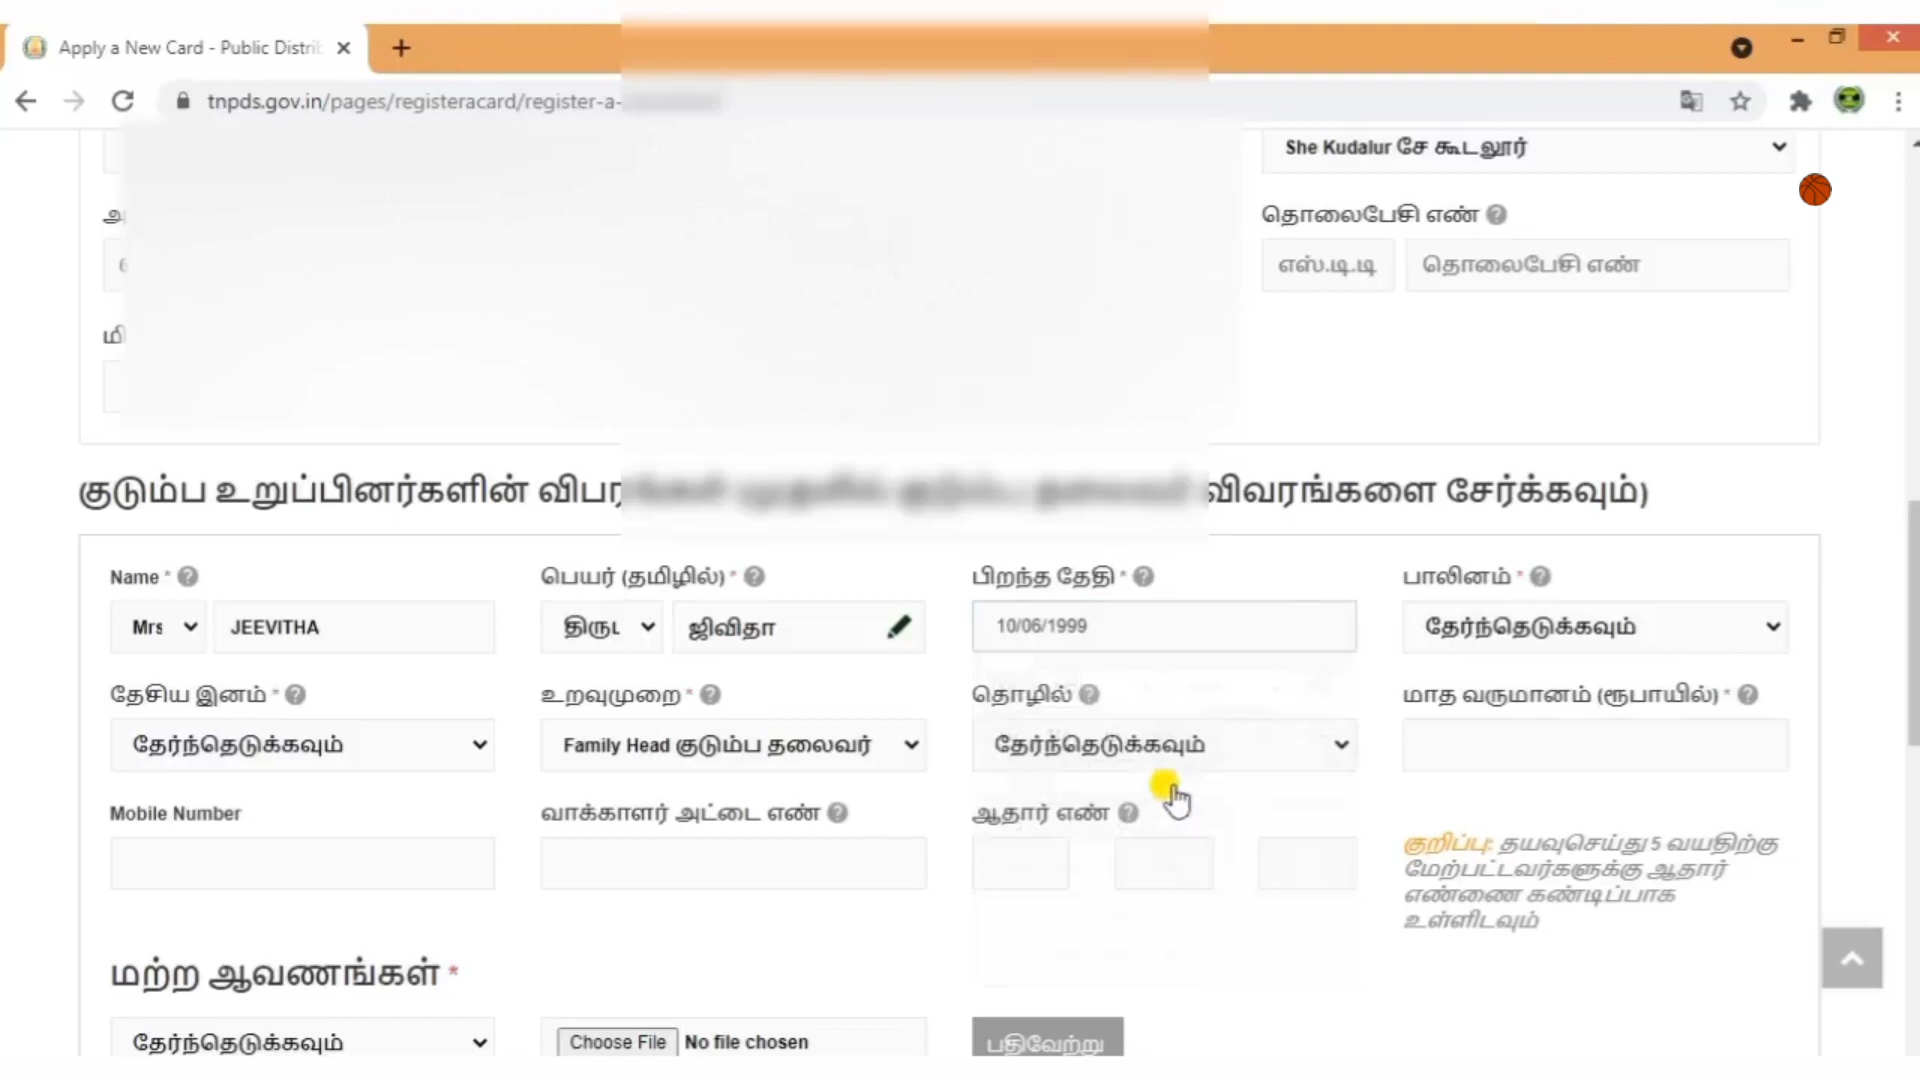 Apply a New Card - Public Distri
tnpds.gov.in/pages/registeracard/register-a-
She Kudalur சே கூடலூர்
தொலைபேசி எண்
எஸ்.டி.டி தொலைபேசி எண்
மி
குடும்ப உறுப்பினர்களின் விவரங்களை சேர்க்கவும்)
Name * பெயர் (தமிழில்) * பிறந்த தேதி * பாலினம் *
Mrs JEEVITHA ஜிவிதா 10/06/1999 தேர்ந்தெடுக்கவும்
தேசிய இனம் * உறவுமுறை * தொழில் மாத வருமானம் (ரூபாயில்) *
தேர்ந்தெடுக்கவும் Family Head குடும்ப தலைவர் தேர்ந்தெடுக்கவும்
Mobile Number வாக்காளர் அட்டை எண் ஆதார் எண்
குறிப்பு: தயவுசெய்து 5 வயதிற்கு
மேற்பட்டவர்களுக்கு ஆதார்
எண்ணை கண்டிப்பாக
உள்ளிடவும்
மற்ற ஆவணங்கள் *
தேர்ந்தெடுக்கவும் Choose File No file chosen பதிவேற்று